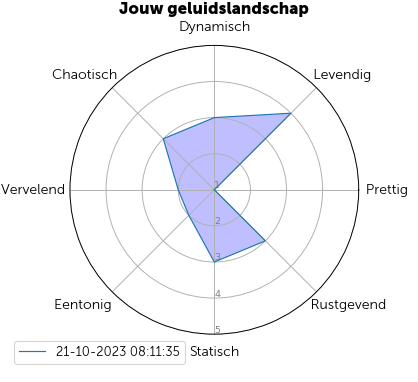 Jouw geluidslandschap
Dynamisch
Chaotisch
Levendig
Vervelend
1
Prettig
2
3
4
Eentonig
Rustgevend
5
21-10-2023 08:11:35
Statisch